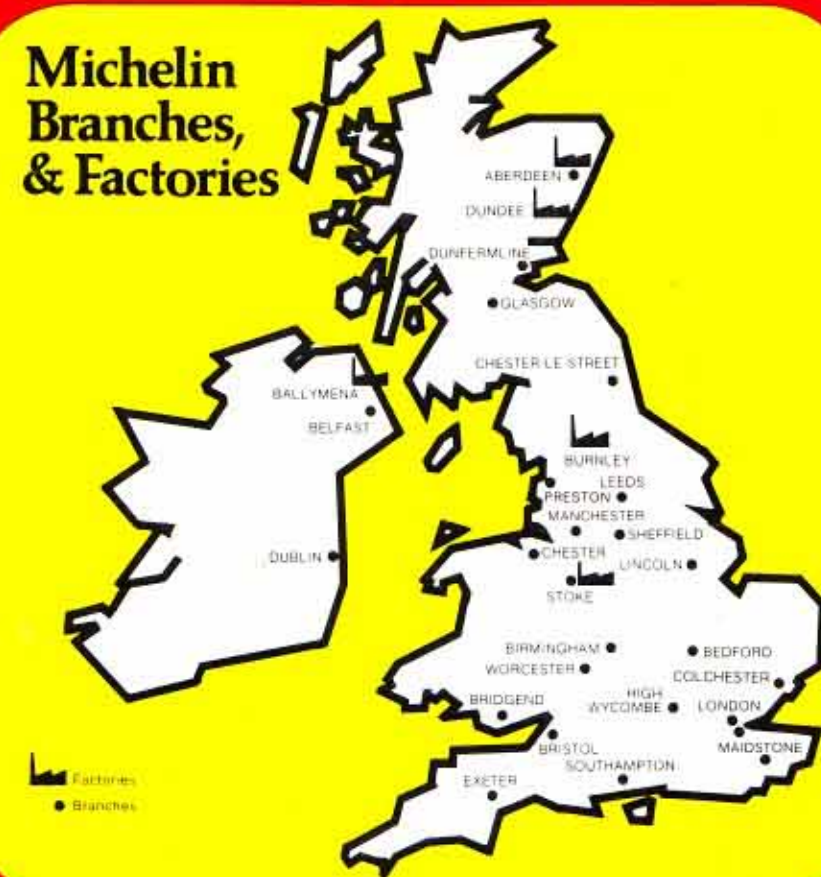 Michelin
Branches,
& Factories
ABERDEEN
DUNDEE
DUNFERMLINE
GLASGOW
CHESTER LE STREET
BALLYMENA
BELFAST
BURNLEY
LEEDS
PRESTON
MANCHESTER
SHEFFIELD
DUBLIN
CHESTER
LINCOLN
STOKE
BIRMINGHAM
BEDFORD
WORCESTER
COLCHESTER
BRIDGEND
HIGH
WYCOMBE
LONDON
BRISTOL
MAIDSTONE
SOUTHAMPTON
EXETER
Factories
Branches